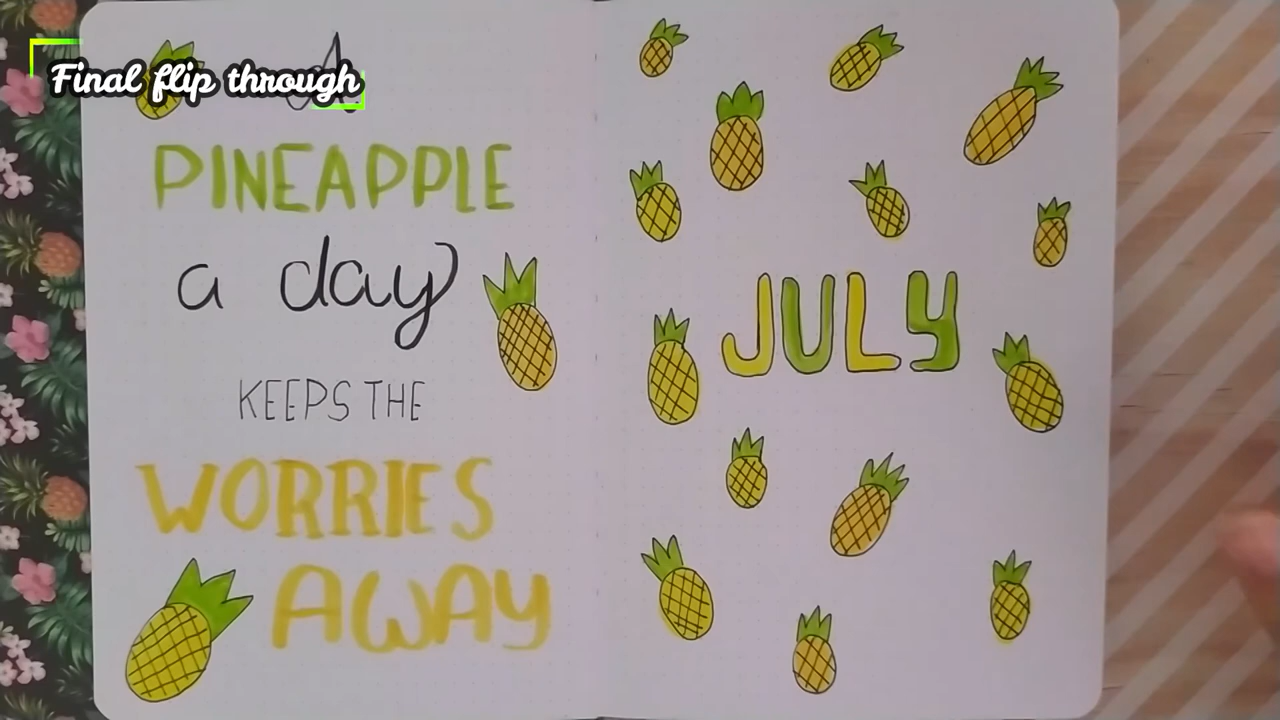 Final flip through
A
PINEAPPLE
a day
KEEPS THE
WORRIES
AWAY
JULY